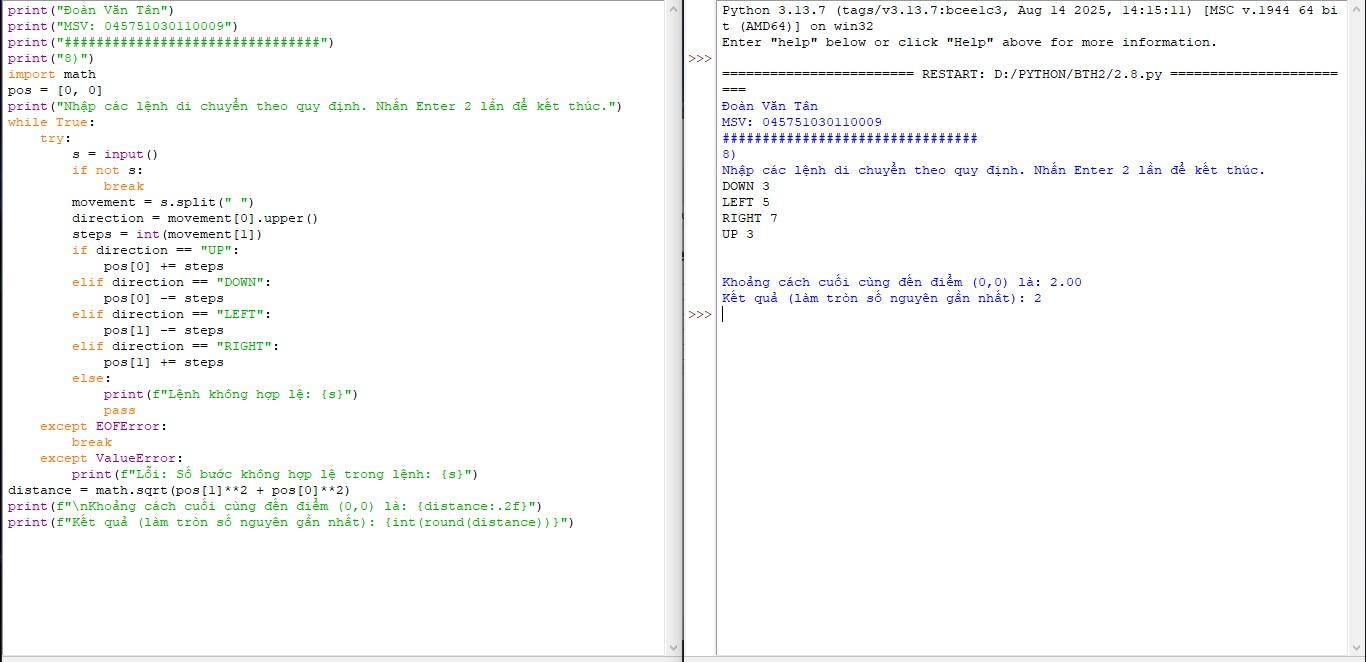 print("Đoàn Văn Tân")
print("MSV: 045751030110009")
print("################################")
print("8)")
import math
pos = [0, 0]
print("Nhập các lệnh di chuyển theo quy định. Nhấn Enter 2 lần để kết thúc.")
while True:
    try:
        s = input()
        if not s:
            break
        movement = s.split(" ")
        direction = movement[0].upper()
        steps = int(movement[1])
        if direction == "UP":
            pos[0] += steps
        elif direction == "DOWN":
            pos[0] -= steps
        elif direction == "LEFT":
            pos[1] -= steps
        elif direction == "RIGHT":
            pos[1] += steps
        else:
            print(f"Lệnh không hợp lệ: {s}")
            pass
    except EOFError:
        break
    except ValueError:
        print(f"Lỗi: Số bước không hợp lệ trong lệnh: {s}")
distance = math.sqrt(pos[1]**2 + pos[0]**2)
print(f"\nKhoảng cách cuối cùng đến điểm (0,0) là: {distance:.2f}")
print(f"Kết quả (làm tròn số nguyên gần nhất): {int(round(distance))}")
Python 3.13.7 (tags/v3.13.7:bcee1c3, Aug 14 2025, 14:15:11) [MSC v.1944 64 bi
t (AMD64)] on win32
Enter "help" below or click "Help" above for more information.
>>>
======================== RESTART: D:/PYTHON/BTH2/2.8.py =====================
===
Đoàn Văn Tân
MSV: 045751030110009
################################
8)
Nhập các lệnh di chuyển theo quy định. Nhấn Enter 2 lần để kết thúc.
DOWN 3
LEFT 5
RIGHT 7
UP 3
Khoảng cách cuối cùng đến điểm (0,0) là: 2.00
Kết quả (làm tròn số nguyên gần nhất): 2
>>>